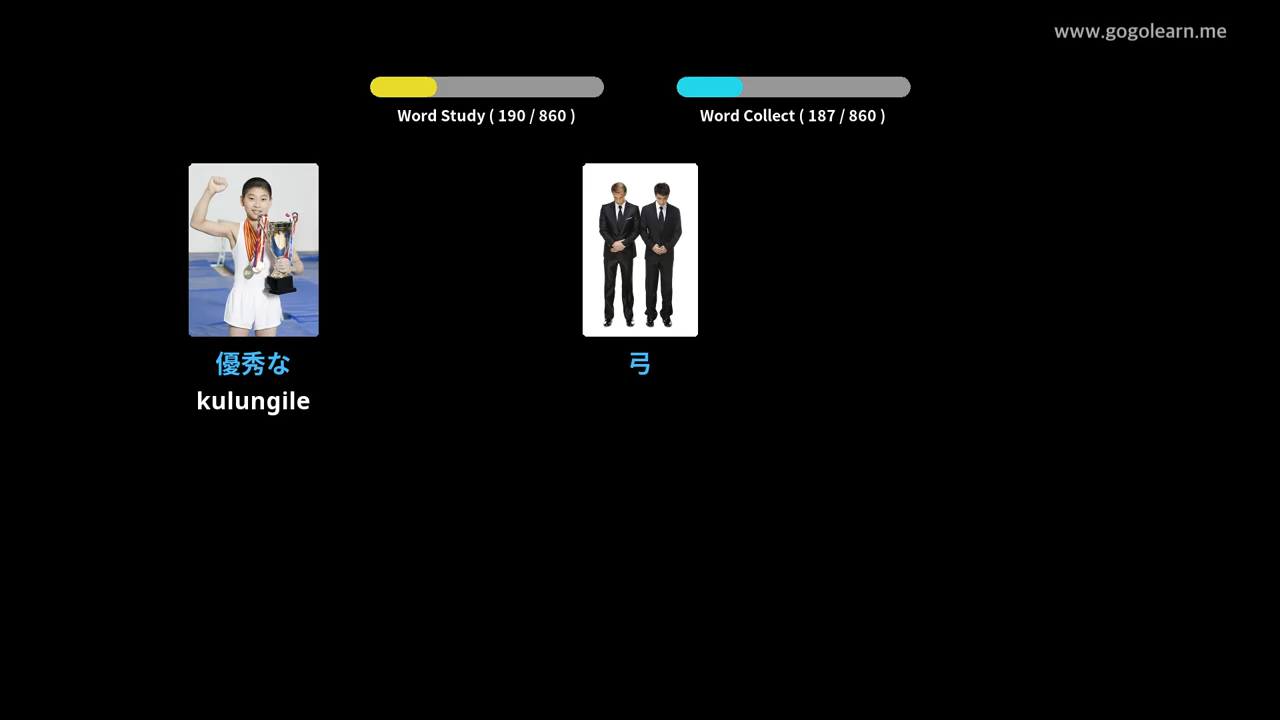 www.gogolearn.me
Word Study ( 190 / 860 )
Word Collect ( 187 / 860 )
優秀な
kulungile
弓